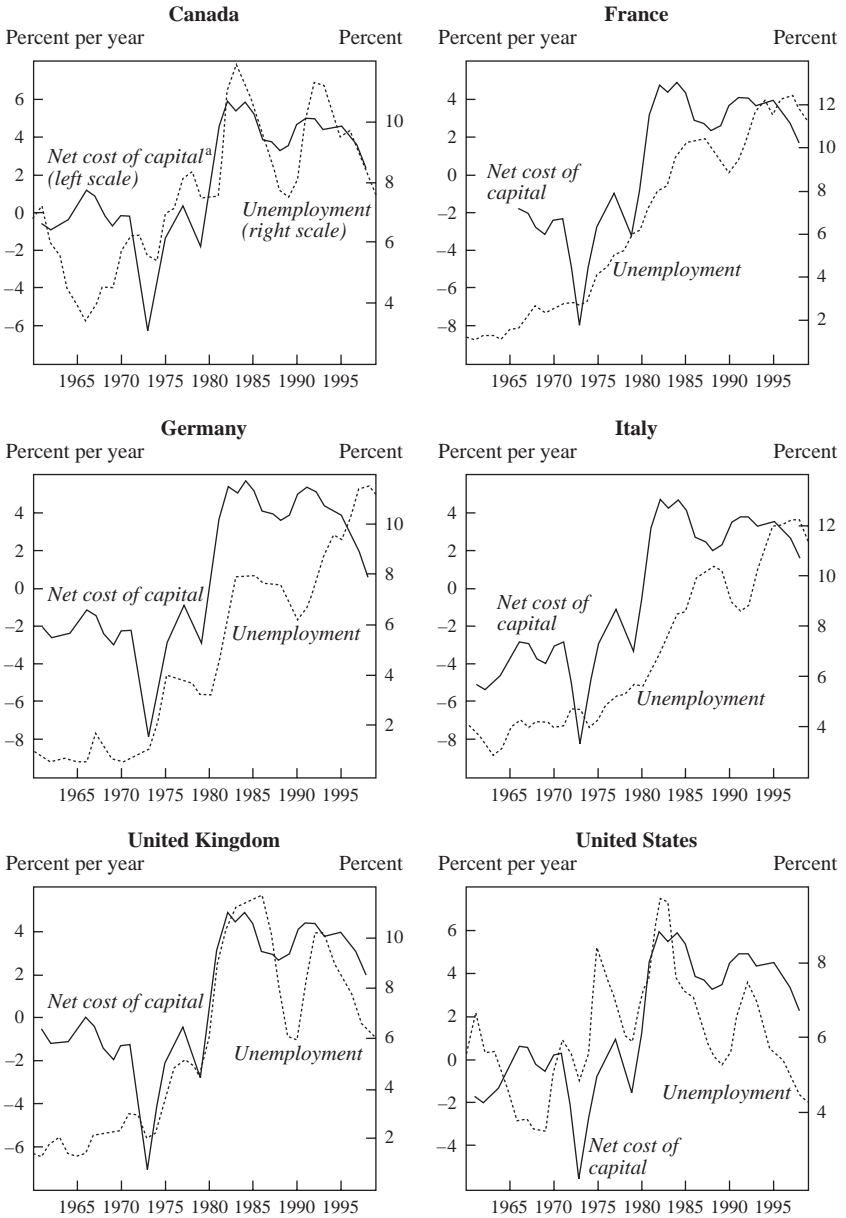 Canada
Percent per year Percent
6
4
2
0
–2
–4
–6
10
8
6
4
Net cost of capitalᵃ
(left scale)
Unemployment
(right scale)
1965 1970 1975 1980 1985 1990 1995
France
Percent per year Percent
4
2
0
–2
–4
–6
–8
12
10
8
6
4
2
Net cost of
capital
Unemployment
1965 1970 1975 1980 1985 1990 1995
Germany
Percent per year Percent
4
2
0
–2
–4
–6
–8
10
8
6
4
2
Net cost of capital
Unemployment
1965 1970 1975 1980 1985 1990 1995
Italy
Percent per year Percent
4
2
0
–2
–4
–6
–8
12
10
8
6
4
Net cost of
capital
Unemployment
1965 1970 1975 1980 1985 1990 1995
United Kingdom
Percent per year Percent
4
2
0
–2
–4
–6
10
8
6
4
2
Net cost of capital
Unemployment
1965 1970 1975 1980 1985 1990 1995
United States
Percent per year Percent
6
4
2
0
–2
–4
8
6
4
Unemployment
Net cost of
capital
1965 1970 1975 1980 1985 1990 1995